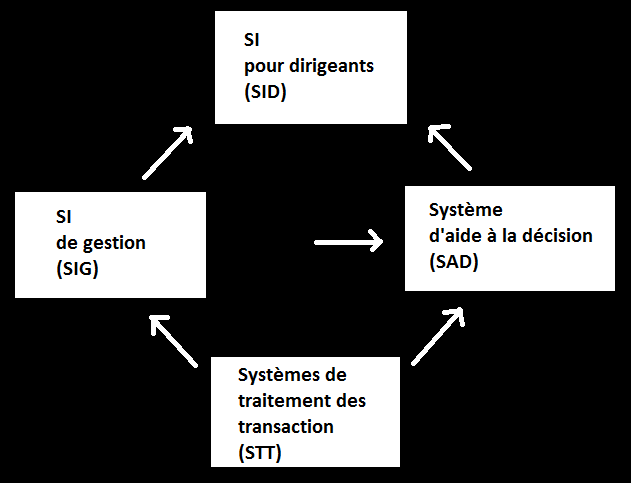 SI
pour dirigeants
(SID)
SI
de gestion
(SIG)
Système
d'aide à la décision
(SAD)
Systèmes de
traitement des
transaction
(STT)